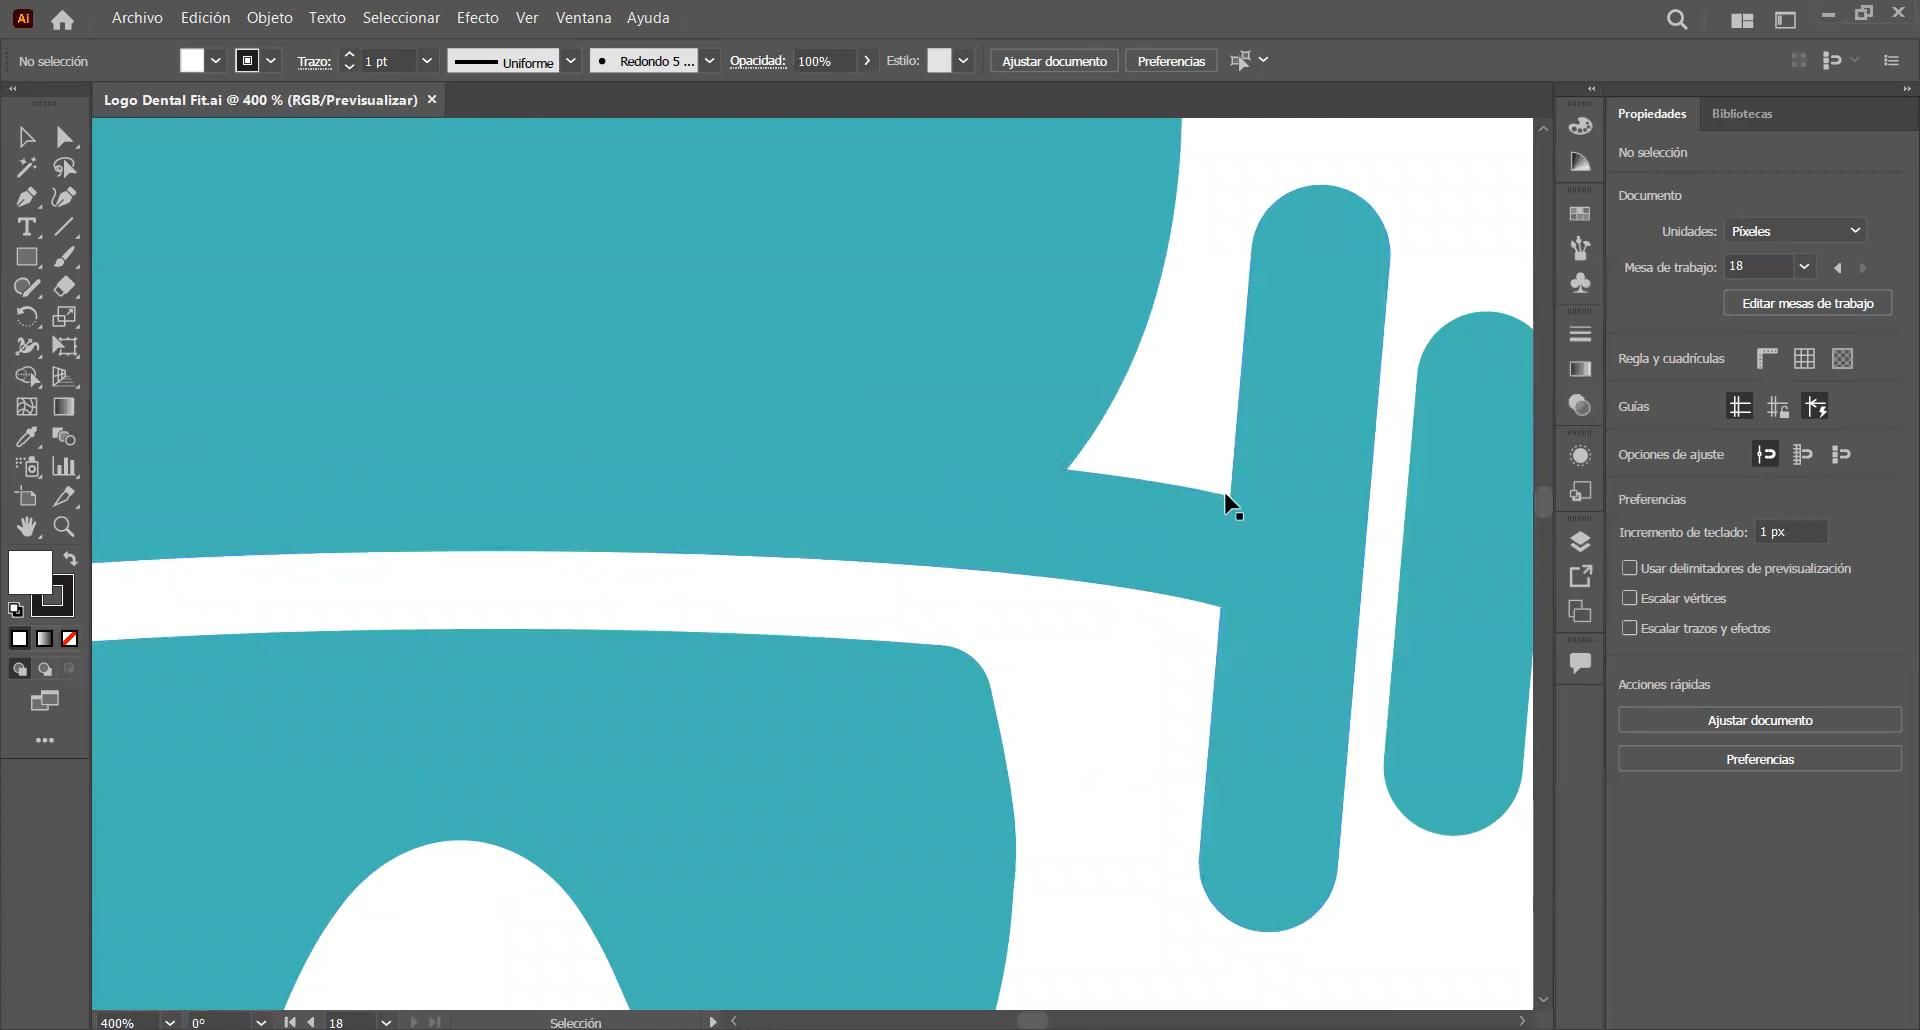 Ai Archivo Edición Objeto Texto Seleccionar Efecto Ver Ventana Ayuda
No selección Trazo: 1 pt Uniforme Redondo 5 ... Opacidad: 100% Estilo: Ajustar documento Preferencias
Logo Dental Fit.ai @ 400 % (RGB/Previsualizar)
Propiedades Bibliotecas
No selección
Documento
Unidades: Píxeles
Mesa de trabajo: 18
Editar mesas de trabajo
Regla y cuadrículas
Guías
Opciones de ajuste
Preferencias
Incremento de teclado: 1 px
Usar delimitadores de previsualización
Escalar vértices
Escalar trazos y efectos
Acciones rápidas
Ajustar documento
Preferencias
400% 0° 18 Selección